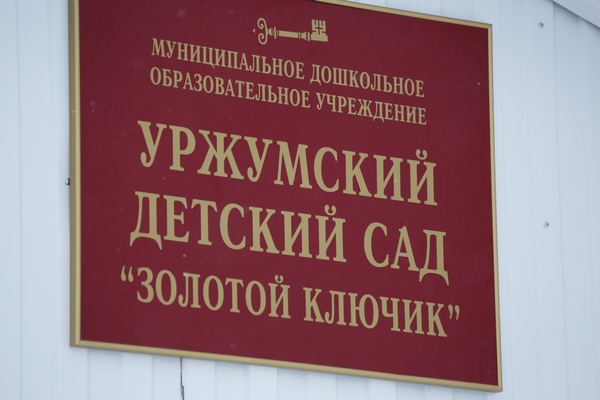 МУНИЦИПАЛЬНОЕ ДОШКОЛЬНОЕ
ОБРАЗОВАТЕЛЬНОЕ УЧРЕЖДЕНИЕ
УРЖУМСКИЙ
ДЕТСКИЙ САД
“ЗОЛОТОЙ КЛЮЧИК”